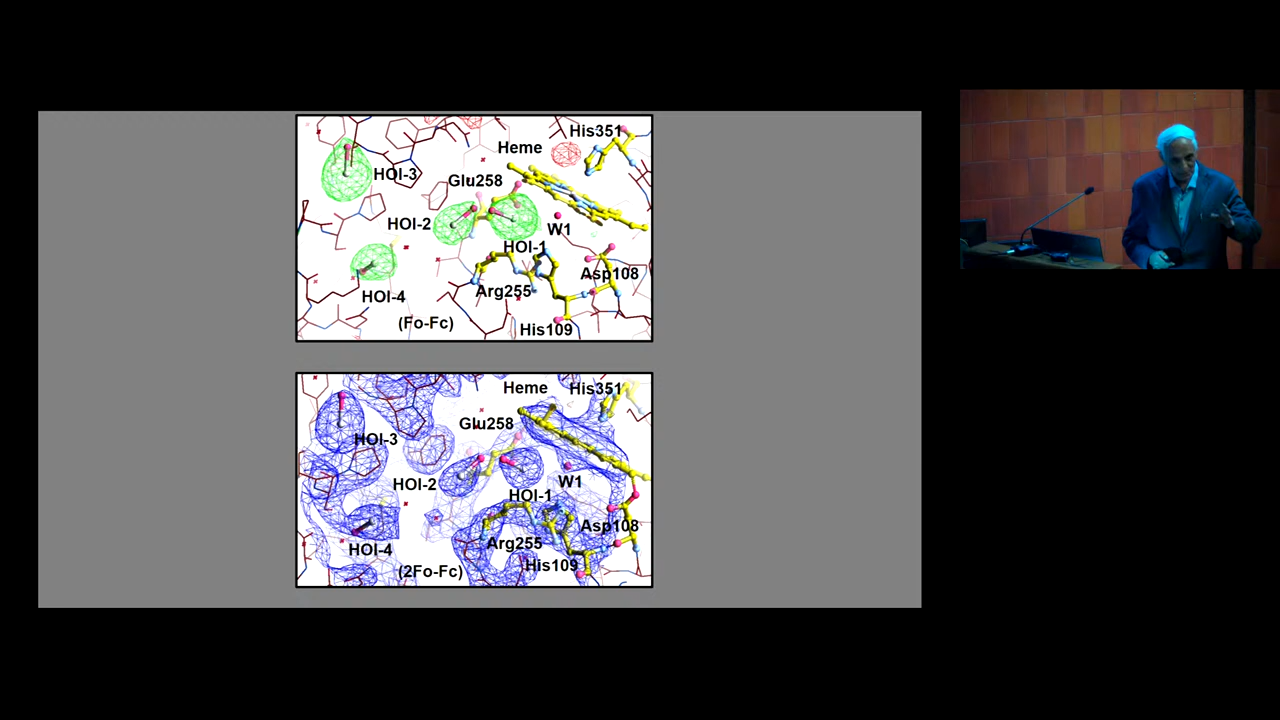 His351
Heme
HOI-3
Glu258
HOI-2
W1
HOI-1
Asp108
Arg255
HOI-4
(Fo-Fc)
His109
Heme
His351
Glu258
HOI-3
HOI-2
W1
HOI-1
Asp108
Arg255
HOI-4
His109
(2Fo-Fc)